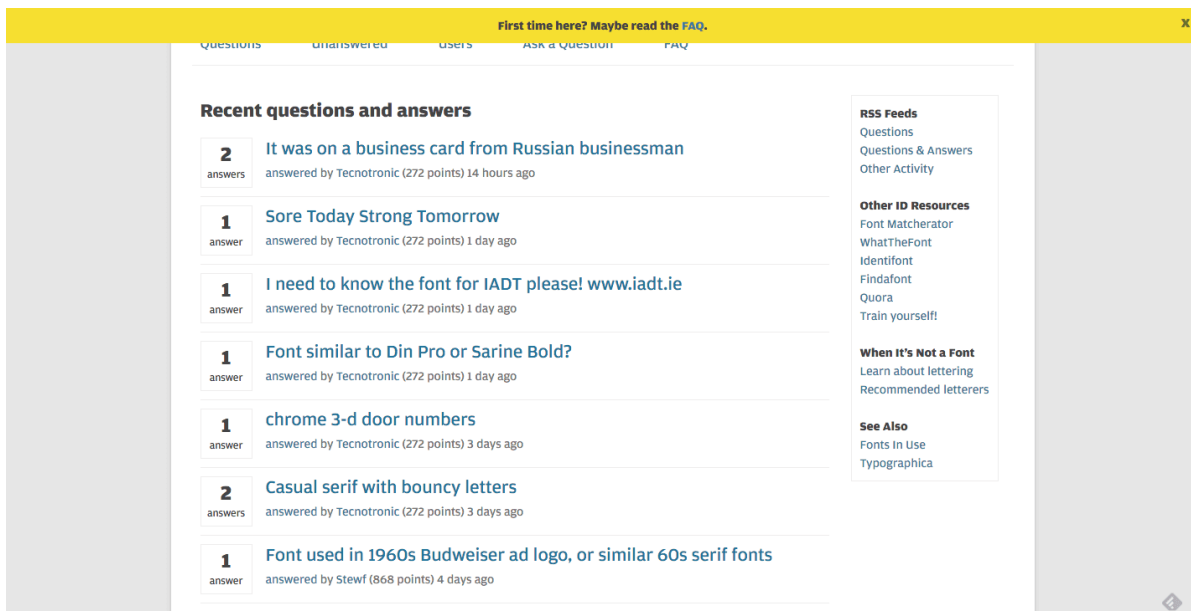 First time here? Maybe read the FAQ.
x
Questions Unanswered Users Ask a Question FAQ
Recent questions and answers
2
answers
It was on a business card from Russian businessman
answered by Tecnotronic (272 points) 14 hours ago
1
answer
Sore Today Strong Tomorrow
answered by Tecnotronic (272 points) 1 day ago
1
answer
I need to know the font for IADT please! www.iadt.ie
answered by Tecnotronic (272 points) 1 day ago
1
answer
Font similar to Din Pro or Sarine Bold?
answered by Tecnotronic (272 points) 1 day ago
1
answer
chrome 3-d door numbers
answered by Tecnotronic (272 points) 3 days ago
2
answers
Casual serif with bouncy letters
answered by Tecnotronic (272 points) 3 days ago
1
answer
Font used in 1960s Budweiser ad logo, or similar 60s serif fonts
answered by Stewf (868 points) 4 days ago
RSS Feeds
Questions
Questions & Answers
Other Activity
Other ID Resources
Font Matcherator
WhatTheFont
Identifont
Findafont
Quora
Train yourself!
When It's Not a Font
Learn about lettering
Recommended letterers
See Also
Fonts In Use
Typographica